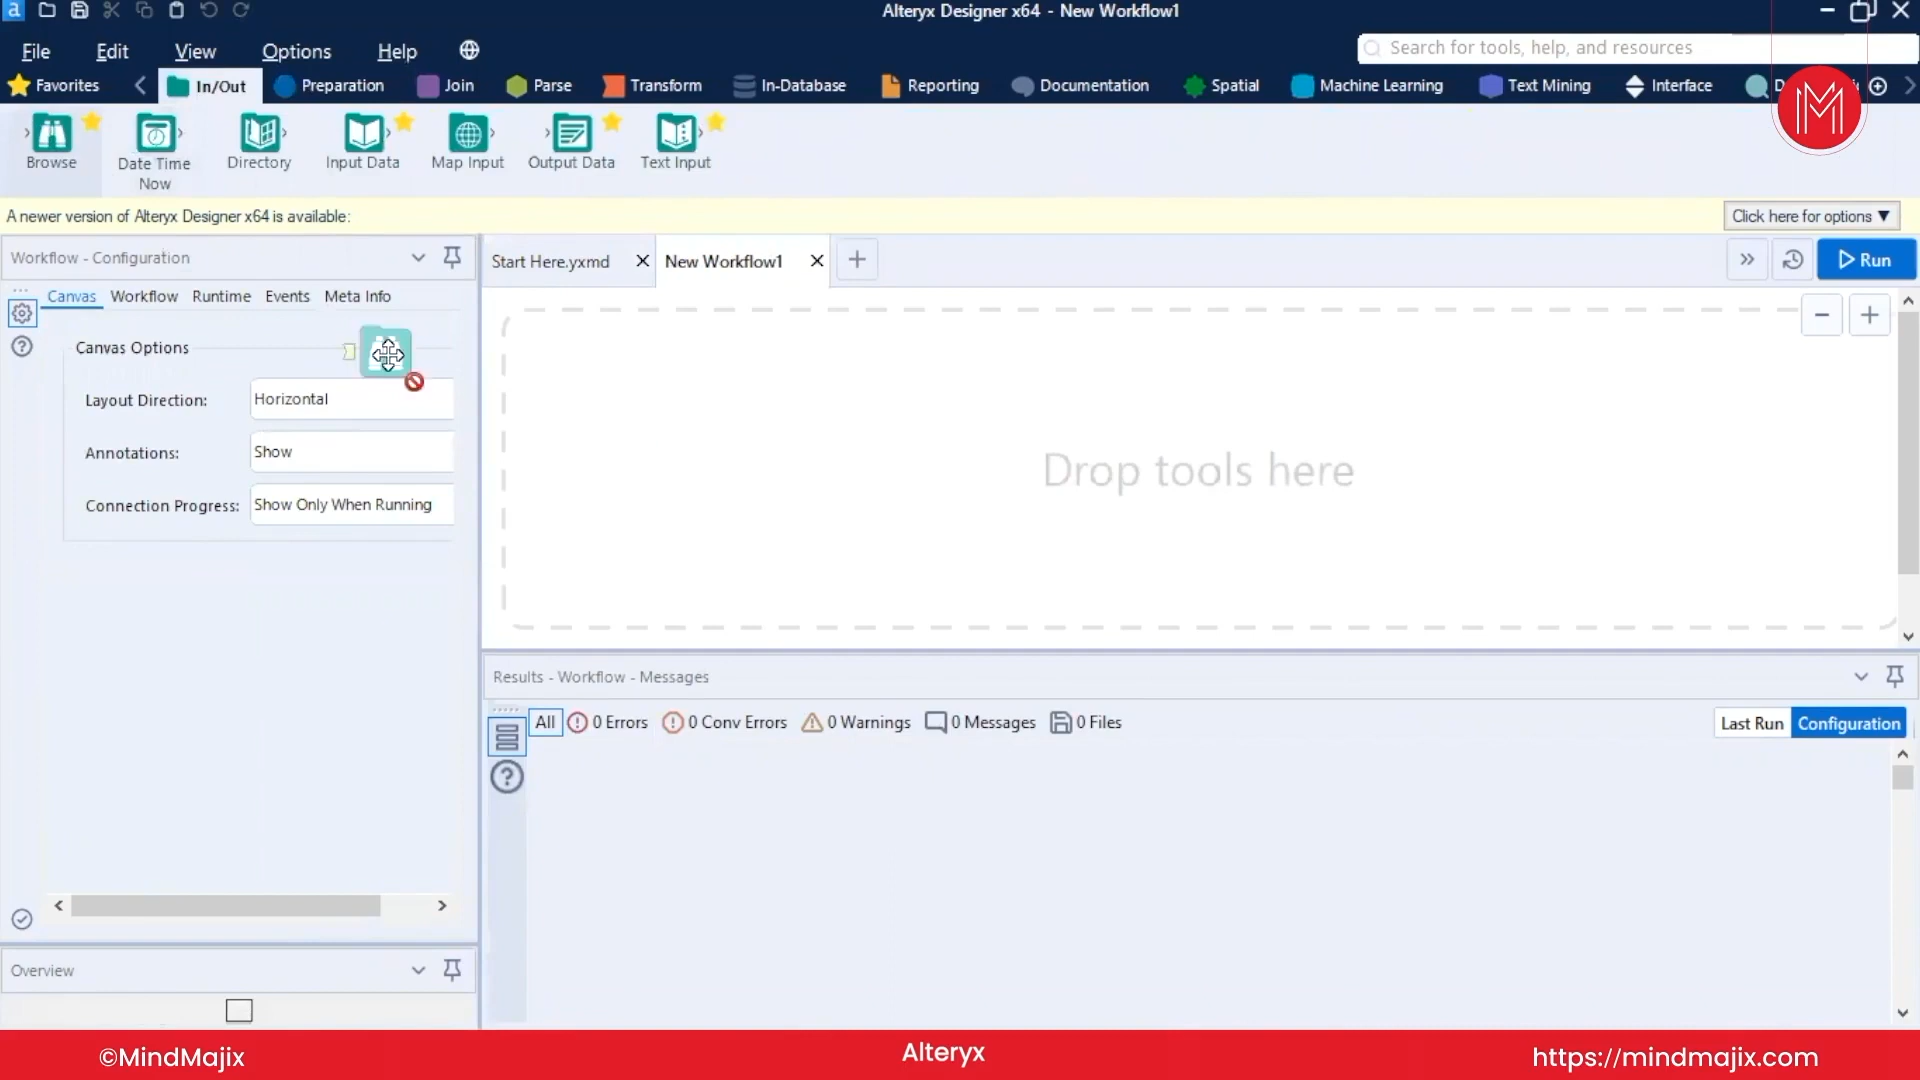 Alteryx Designer x64 - New Workflow1
File Edit View Options Help
Search for tools, help, and resources
Favorites In/Out Preparation Join Parse Transform In-Database Reporting Documentation Spatial Machine Learning Text Mining Interface
Browse Date Time Now Directory Input Data Map Input Output Data Text Input
A newer version of Alteryx Designer x64 is available:
Click here for options ▼
Workflow - Configuration
Start Here.yxmd
New Workflow1
Run
Canvas Workflow Runtime Events Meta Info
Canvas Options
Layout Direction: Horizontal
Annotations: Show
Connection Progress: Show Only When Running
Drop tools here
Results - Workflow - Messages
All 0 Errors 0 Conv Errors 0 Warnings 0 Messages 0 Files
Last Run Configuration
Overview
©MindMajix
Alteryx
https://mindmajix.com